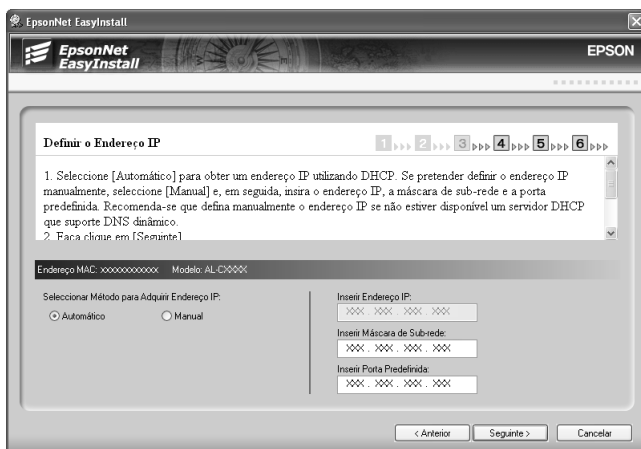 EpsonNet EasyInstall
EpsonNet
EasyInstall
EPSON
Definir o Endereço IP
1 2 3 4 5 6
1. Seleccione [Automático] para obter um endereço IP utilizando DHCP. Se pretender definir o endereço IP
manualmente, seleccione [Manual] e, em seguida, insira o endereço IP, a máscara de sub-rede e a porta
predefinida. Recomenda-se que defina manualmente o endereço IP se não estiver disponível um servidor DHCP
que suporte DNS dinâmico.
2. Faca clique em [Seguinte]
Endereço MAC: xxxxxxxxxxxx Modelo: AL-CXXXX
Seleccionar Método para Adquirir Endereço IP:
Automático Manual
Inserir Endereço IP:
XXX . XXX . XXX . XXX
Inserir Máscara de Sub-rede:
XXX . XXX . XXX . XXX
Inserir Porta Predefinida:
XXX . XXX . XXX . XXX
< Anterior Seguinte > Cancelar